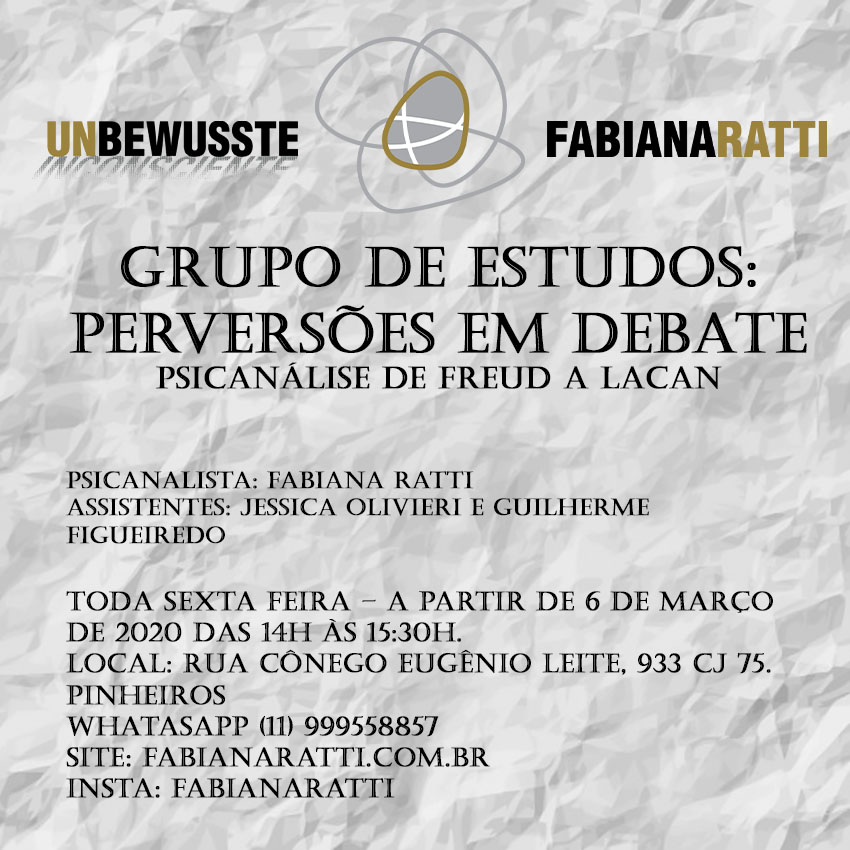 UNBEWUSSTE
INCONSCIENTE
FABIANARATTI
GRUPO DE ESTUDOS:
PERVERSÕES EM DEBATE
PSICANÁLISE DE FREUD A LACAN
PSICANALISTA: FABIANA RATTI
ASSISTENTES: JESSICA OLIVIERI E GUILHERME
FIGUEIREDO
TODA SEXTA FEIRA – A PARTIR DE 6 DE MARÇO
DE 2020 DAS 14H ÀS 15:30H.
LOCAL: RUA CÔNEGO EUGÊNIO LEITE, 933 CJ 75.
PINHEIROS
WHATASAPP (11) 999558857
SITE: FABIANARATTI.COM.BR
INSTA: FABIANARATTI